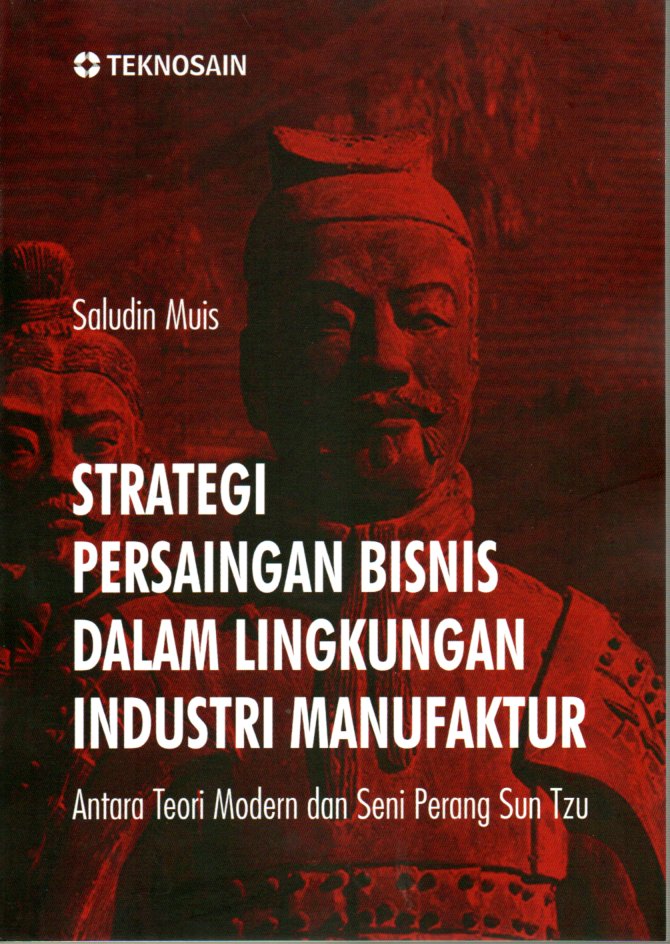 TEKNOSAIN
Saludin Muis
STRATEGI
PERSAINGAN BISNIS
DALAM LINGKUNGAN
INDUSTRI MANUFAKTUR
Antara Teori Modern dan Seni Perang Sun Tzu